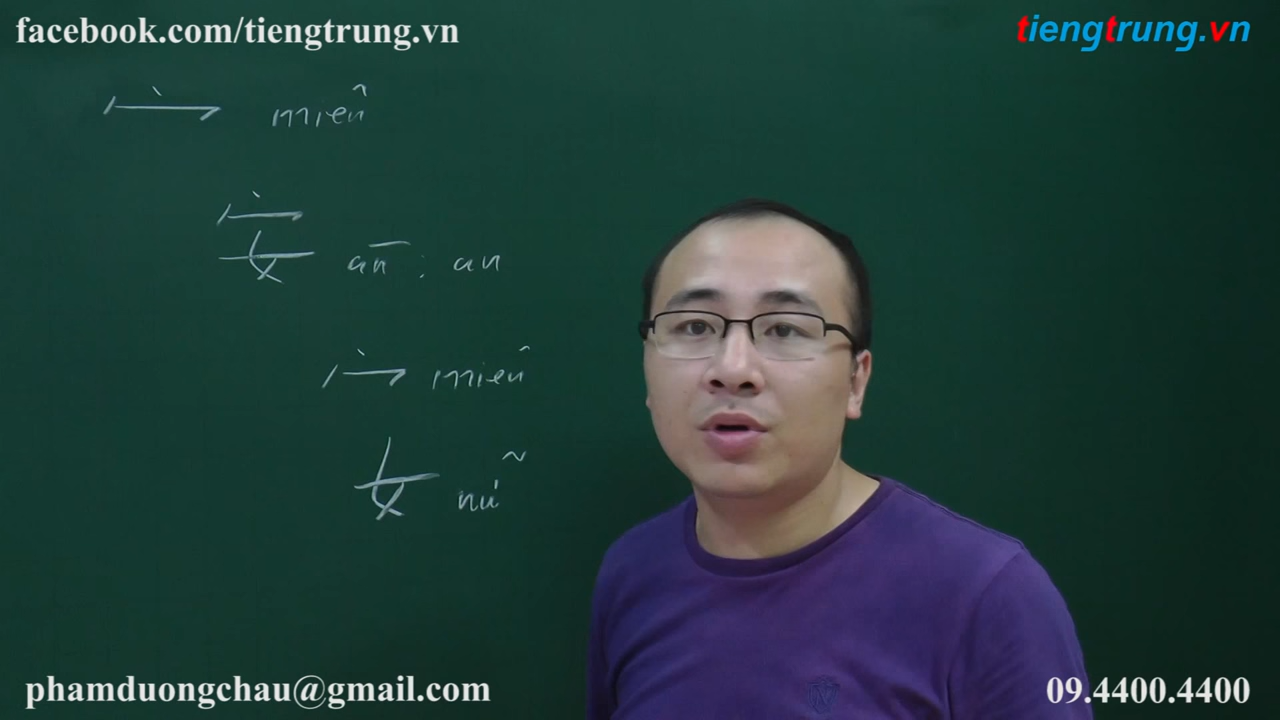 facebook.com/tiengtrung.vn
tiengtrung.vn
宀 miên
安 ān : an
宀 miên
女 nữ
phamduongchau@gmail.com
09.4400.4400